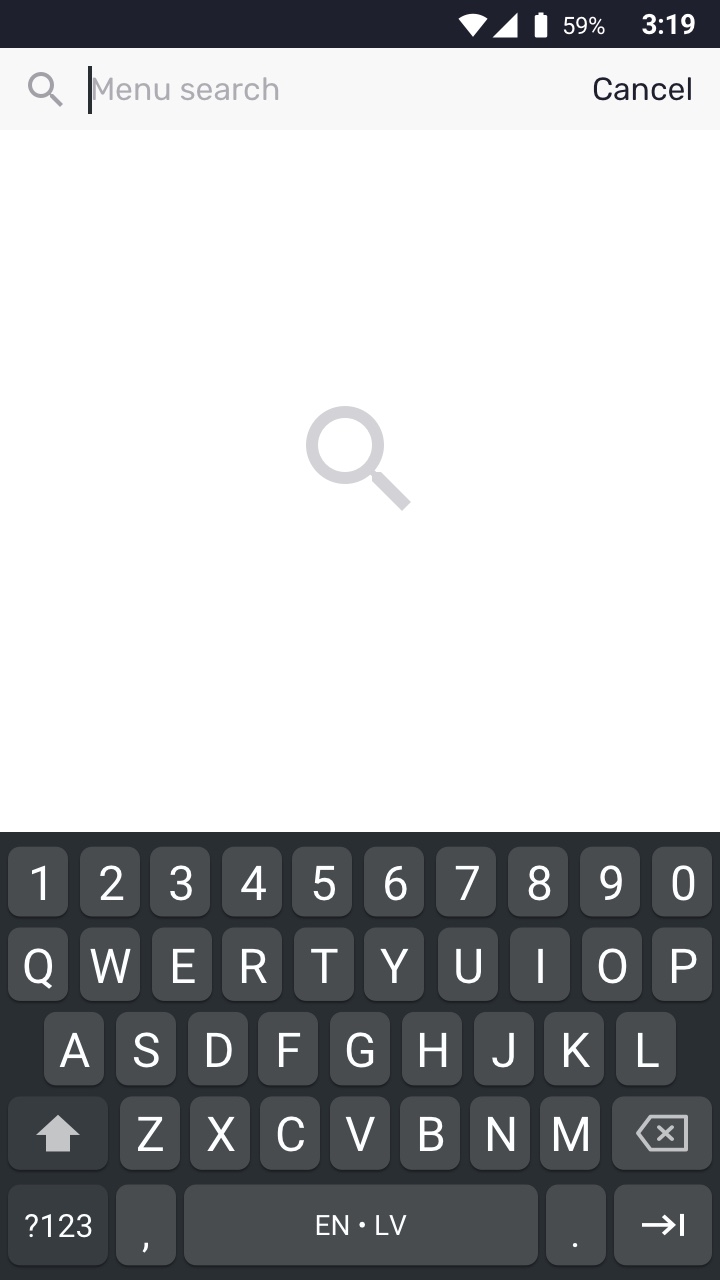 59% 3:19
Menu search Cancel
1 2 3 4 5 6 7 8 9 0
Q W E R T Y U I O P
A S D F G H J K L
Z X C V B N M
?123 , EN • LV .